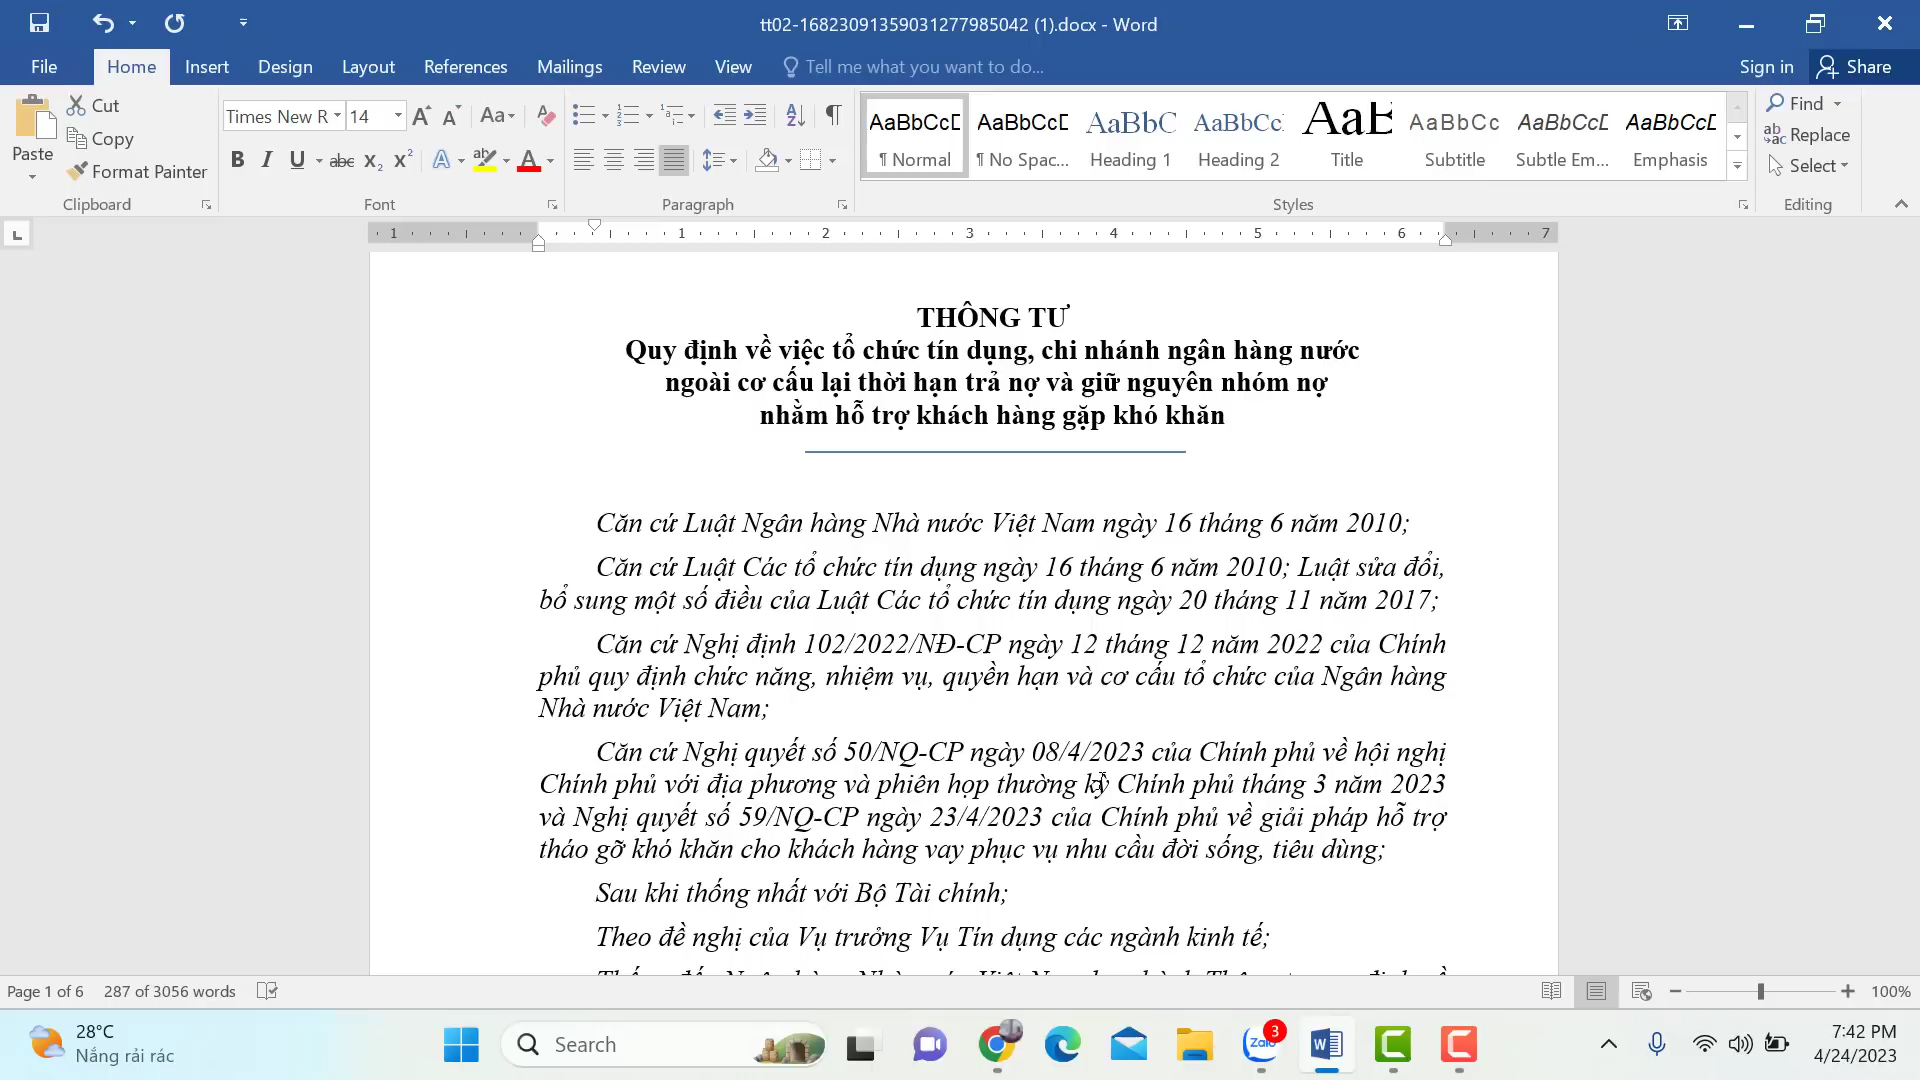 tt02-16823091359031277985042 (1).docx - Word
File Home Insert Design Layout References Mailings Review View Tell me what you want to do... Sign in Share
Paste
Cut
Copy
Format Painter
Clipboard
Times New R 14
Font
Paragraph
AaBbCcD AaBbCcD AaBbC AaBbCc AaB AaBbCc AaBbCcD AaBbCcD
¶ Normal ¶ No Spac... Heading 1 Heading 2 Title Subtitle Subtle Em... Emphasis
Styles
Find
Replace
Select
Editing
1 1 2 3 4 5 6 7
THÔNG TƯ
Quy định về việc tổ chức tín dụng, chi nhánh ngân hàng nước
ngoài cơ cấu lại thời hạn trả nợ và giữ nguyên nhóm nợ
nhằm hỗ trợ khách hàng gặp khó khăn
Căn cứ Luật Ngân hàng Nhà nước Việt Nam ngày 16 tháng 6 năm 2010;
Căn cứ Luật Các tổ chức tín dụng ngày 16 tháng 6 năm 2010; Luật sửa đổi,
bổ sung một số điều của Luật Các tổ chức tín dụng ngày 20 tháng 11 năm 2017;
Căn cứ Nghị định 102/2022/NĐ-CP ngày 12 tháng 12 năm 2022 của Chính
phủ quy định chức năng, nhiệm vụ, quyền hạn và cơ cấu tổ chức của Ngân hàng
Nhà nước Việt Nam;
Căn cứ Nghị quyết số 50/NQ-CP ngày 08/4/2023 của Chính phủ về hội nghị
Chính phủ với địa phương và phiên họp thường kỳ Chính phủ tháng 3 năm 2023
và Nghị quyết số 59/NQ-CP ngày 23/4/2023 của Chính phủ về giải pháp hỗ trợ
tháo gỡ khó khăn cho khách hàng vay phục vụ nhu cầu đời sống, tiêu dùng;
Sau khi thống nhất với Bộ Tài chính;
Theo đề nghị của Vụ trưởng Vụ Tín dụng các ngành kinh tế;
Page 1 of 6 287 of 3056 words 100%
28°C
Nắng rải rác
Search
Zalo 3
7:42 PM
4/24/2023